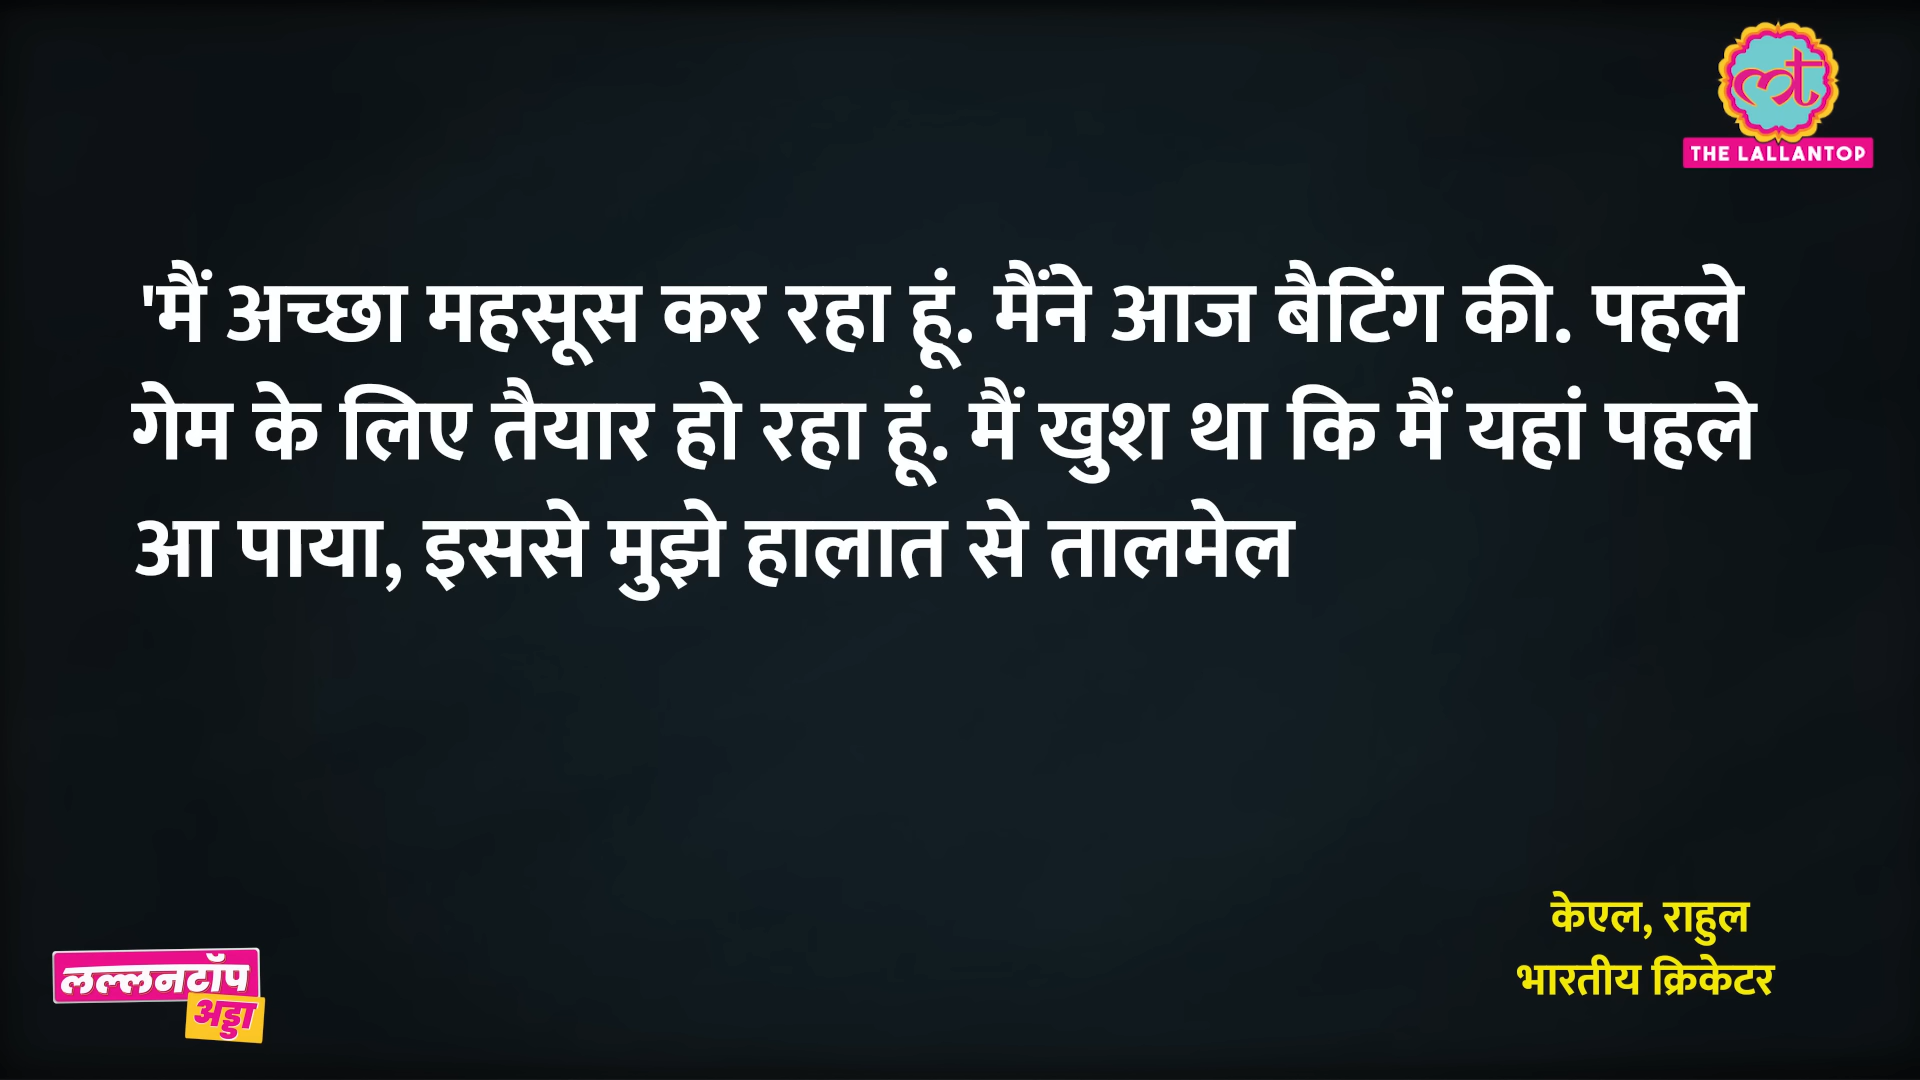 लT
THE LALLANTOP
'मैं अच्छा महसूस कर रहा हूं. मैंने आज बैटिंग की. पहले
गेम के लिए तैयार हो रहा हूं. मैं खुश था कि मैं यहां पहले
आ पाया, इससे मुझे हालात से तालमेल
केएल, राहुल
भारतीय क्रिकेटर
लल्लनटॉप
अड्डा